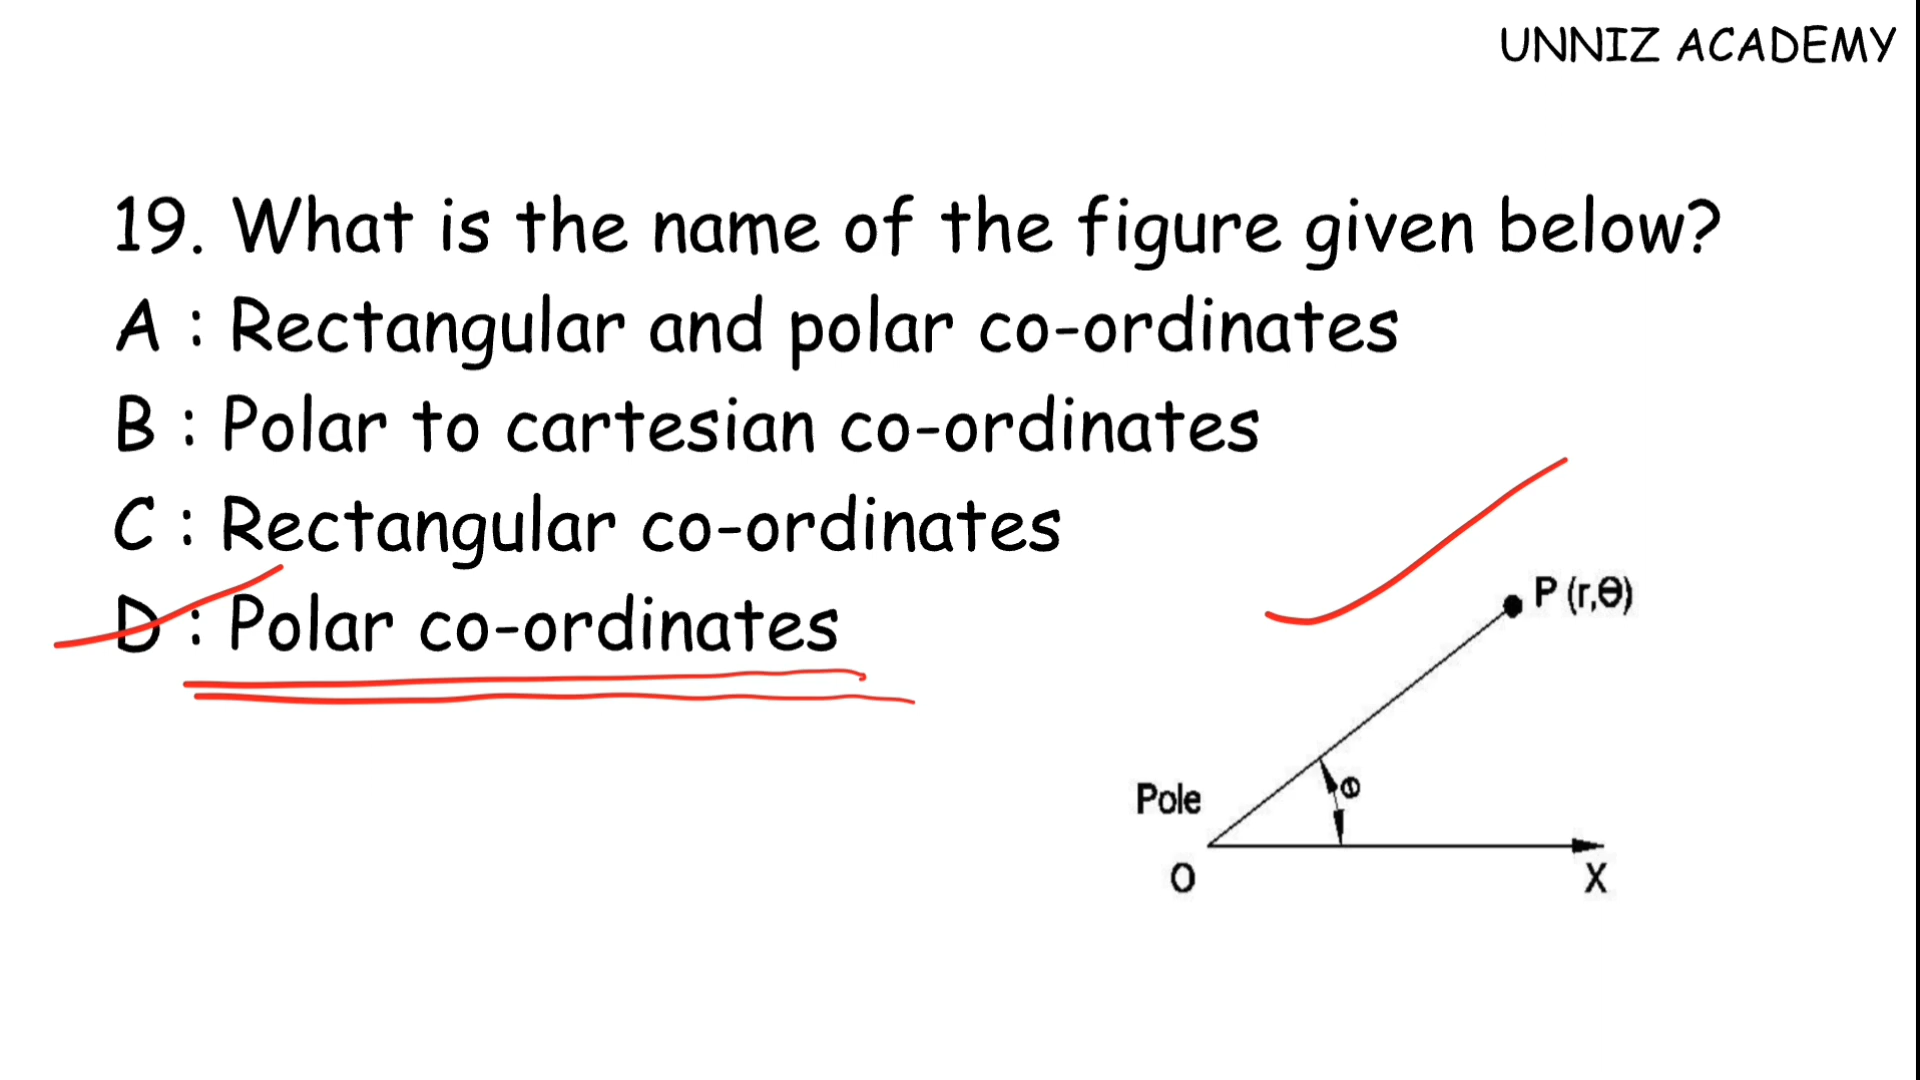 UNNIZ ACADEMY
19. What is the name of the figure given below?
A : Rectangular and polar co-ordinates
B : Polar to cartesian co-ordinates
C : Rectangular co-ordinates
D : Polar co-ordinates
P (r,θ)
θ
Pole
O
X